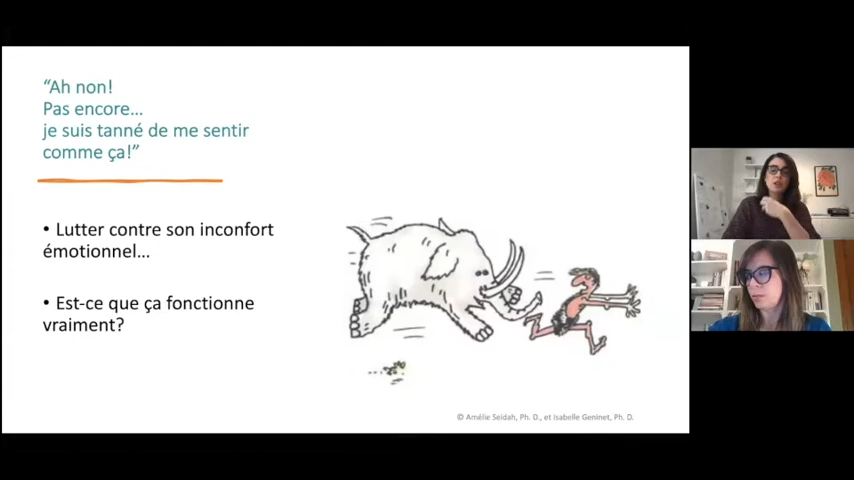 “Ah non!
Pas encore...
je suis tanné de me sentir
comme ça!”
• Lutter contre son inconfort
émotionnel...
• Est-ce que ça fonctionne
vraiment?
© Amélie Seidah, Ph. D., et Isabelle Geninet, Ph. D.